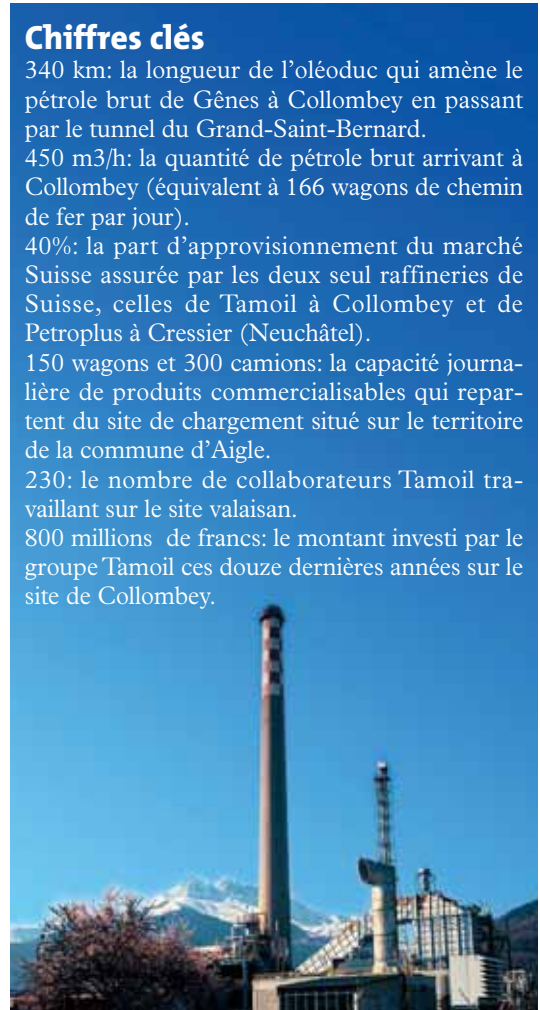 Chiffres clés
340 km: la longueur de l'oléoduc qui amène le
pétrole brut de Gênes à Collombey en passant
par le tunnel du Grand-Saint-Bernard.
450 m3/h: la quantité de pétrole brut arrivant à
Collombey (équivalent à 166 wagons de chemin
de fer par jour).
40%: la part d'approvisionnement du marché
Suisse assurée par les deux seul raffineries de
Suisse, celles de Tamoil à Collombey et de
Petroplus à Cressier (Neuchâtel).
150 wagons et 300 camions: la capacité journa-
lière de produits commercialisables qui repar-
tent du site de chargement situé sur le territoire
de la commune d'Aigle.
230: le nombre de collaborateurs Tamoil tra-
vaillant sur le site valaisan.
800 millions de francs: le montant investi par le
groupe Tamoil ces douze dernières années sur le
site de Collombey.